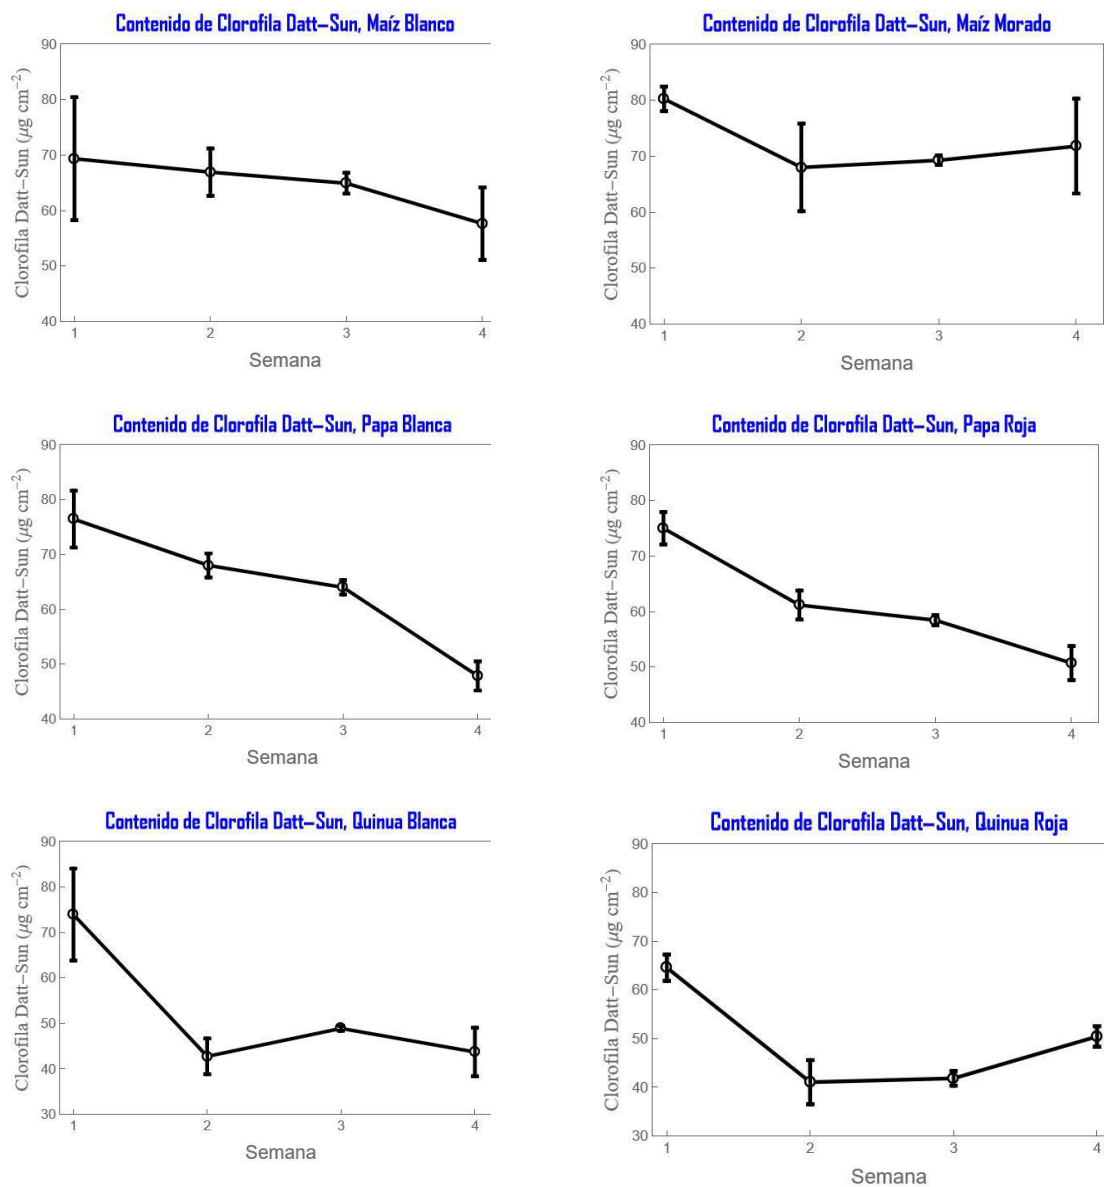 Contenido de Clorofila Datt–Sun, Maíz Blanco
Clorofila Datt–Sun (μg cm⁻²)
90
80
70
60
50
40
1 2 3 4
Semana
Contenido de Clorofila Datt–Sun, Maíz Morado
Clorofila Datt–Sun (μg cm⁻²)
90
80
70
60
50
40
1 2 3 4
Semana
Contenido de Clorofila Datt–Sun, Papa Blanca
Clorofila Datt–Sun (μg cm⁻²)
90
80
70
60
50
40
1 2 3 4
Semana
Contenido de Clorofila Datt–Sun, Papa Roja
Clorofila Datt–Sun (μg cm⁻²)
90
80
70
60
50
40
1 2 3 4
Semana
Contenido de Clorofila Datt–Sun, Quinua Blanca
Clorofila Datt–Sun (μg cm⁻²)
90
80
70
60
50
40
30
1 2 3 4
Semana
Contenido de Clorofila Datt–Sun, Quinua Roja
Clorofila Datt–Sun (μg cm⁻²)
90
80
70
60
50
40
30
1 2 3 4
Semana